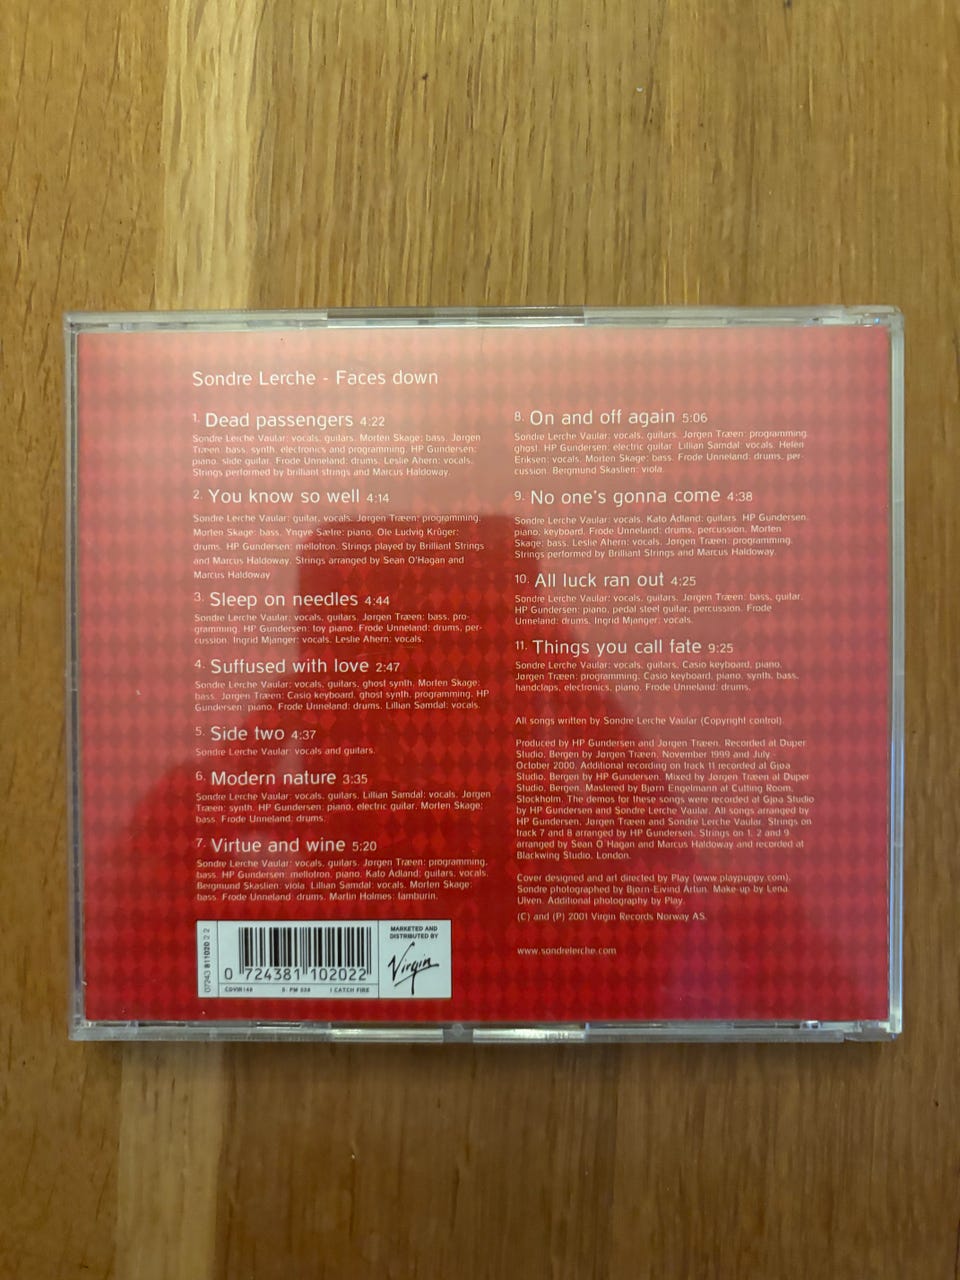 Sondre Lerche - Faces down
1. Dead passengers 4:22
Sondre Lerche Vaular: vocals, guitars. Morten Skage: bass. Jørgen
Træen: bass, synth, electronics and programming. HP Gundersen:
piano, slide guitar. Frode Unneland: drums. Leslie Ahern: vocals.
Strings performed by brilliant strings and Marcus Haldoway.
2. You know so well 4:14
Sondre Lerche Vaular: guitar, vocals. Jørgen Træen: programming.
Morten Skage: bass. Yngve Sætre: piano. Ole Ludvig Krüger:
drums. HP Gundersen: mellotron. Strings played by Brilliant Strings
and Marcus Haldoway. Strings arranged by Sean O'Hagan and
Marcus Haldoway
3. Sleep on needles 4:44
Sondre Lerche Vaular: vocals, guitars. Jørgen Træen: bass, pro-
gramming. HP Gundersen: toy piano. Frode Unneland: drums, per-
cussion. Ingrid Mjanger: vocals. Leslie Ahern: vocals.
4. Suffused with love 2:47
Sondre Lerche Vaular: vocals, guitars, ghost synth. Morten Skage:
bass. Jørgen Træen: Casio keyboard, ghost synth, programming. HP
Gundersen: piano. Frode Unneland: drums. Lillian Samdal: vocals.
5. Side two 4:37
Sondre Lerche Vaular: vocals and guitars.
6. Modern nature 3:35
Sondre Lerche Vaular: vocals, guitars. Lillian Samdal: vocals. Jørgen
Træen: synth. HP Gundersen: piano, electric guitar. Morten Skage:
bass. Frode Unneland: drums.
7. Virtue and wine 5:20
Sondre Lerche Vaular: vocals, guitars. Jørgen Træen: programming,
bass. HP Gundersen: mellotron, piano. Kato Ådland: guitars, vocals.
Bergmund Skaslien: viola. Lillian Samdal: vocals. Morten Skage:
bass. Frode Unneland: drums. Martin Holmes: tamburin.
8. On and off again 5:06
Sondre Lerche Vaular: vocals, guitars. Jørgen Træen: programming,
ghost. HP Gundersen: electric guitar. Lillian Samdal: vocals. Helen
Eriksen: vocals. Morten Skage: bass. Frode Unneland: drums, per-
cussion. Bergmund Skaslien: viola.
9. No one's gonna come 4:38
Sondre Lerche Vaular: vocals. Kato Ådland: guitars. HP Gundersen:
piano, keyboard. Frode Unneland: drums, percussion. Morten
Skage: bass. Leslie Ahern: vocals. Jørgen Træen: programming.
Strings performed by Brilliant Strings and Marcus Haldoway.
10. All luck ran out 4:25
Sondre Lerche Vaular: vocals, guitars. Jørgen Træen: bass, guitar.
HP Gundersen: piano, pedal steel guitar, percussion. Frode
Unneland: drums. Ingrid Mjanger: vocals.
11. Things you call fate 9:25
Sondre Lerche Vaular: vocals, guitars, Casio keyboard, piano.
Jørgen Træen: programming, Casio keyboard, piano, synth, bass,
handclaps, electronics, piano. Frode Unneland: drums.
All songs written by Sondre Lerche Vaular (Copyright control).
Produced by HP Gundersen and Jørgen Træen. Recorded at Duper
Studio, Bergen by Jørgen Træen, November 1999 and July -
October 2000. Additional recording on track 11 recorded at Gjøa
Studio, Bergen by HP Gundersen. Mixed by Jørgen Træen at Duper
Studio, Bergen. Mastered by Bjørn Engelmann at Cutting Room,
Stockholm. The demos for these songs were recorded at Gjøa Studio
by HP Gundersen and Sondre Lerche Vaular. All songs arranged by
HP Gundersen, Jørgen Træen and Sondre Lerche Vaular. Strings on
track 7 and 8 arranged by HP Gundersen. Strings on 1, 2 and 9
arranged by Sean O'Hagan and Marcus Haldoway and recorded at
Blackwing Studio, London.
Cover designed and art directed by Play (www.playpuppy.com).
Sondre photographed by Bjørn-Eivind Årtun. Make-up by Lena
Ulven. Additional photography by Play.
(C) and (P) 2001 Virgin Records Norway AS.
www.sondrelerche.com
07243 811020 2 2
0 724381 102022
CDVIR148
S. PM 528
I CATCH FIRE
MARKETED AND
DISTRIBUTED BY
Virgin